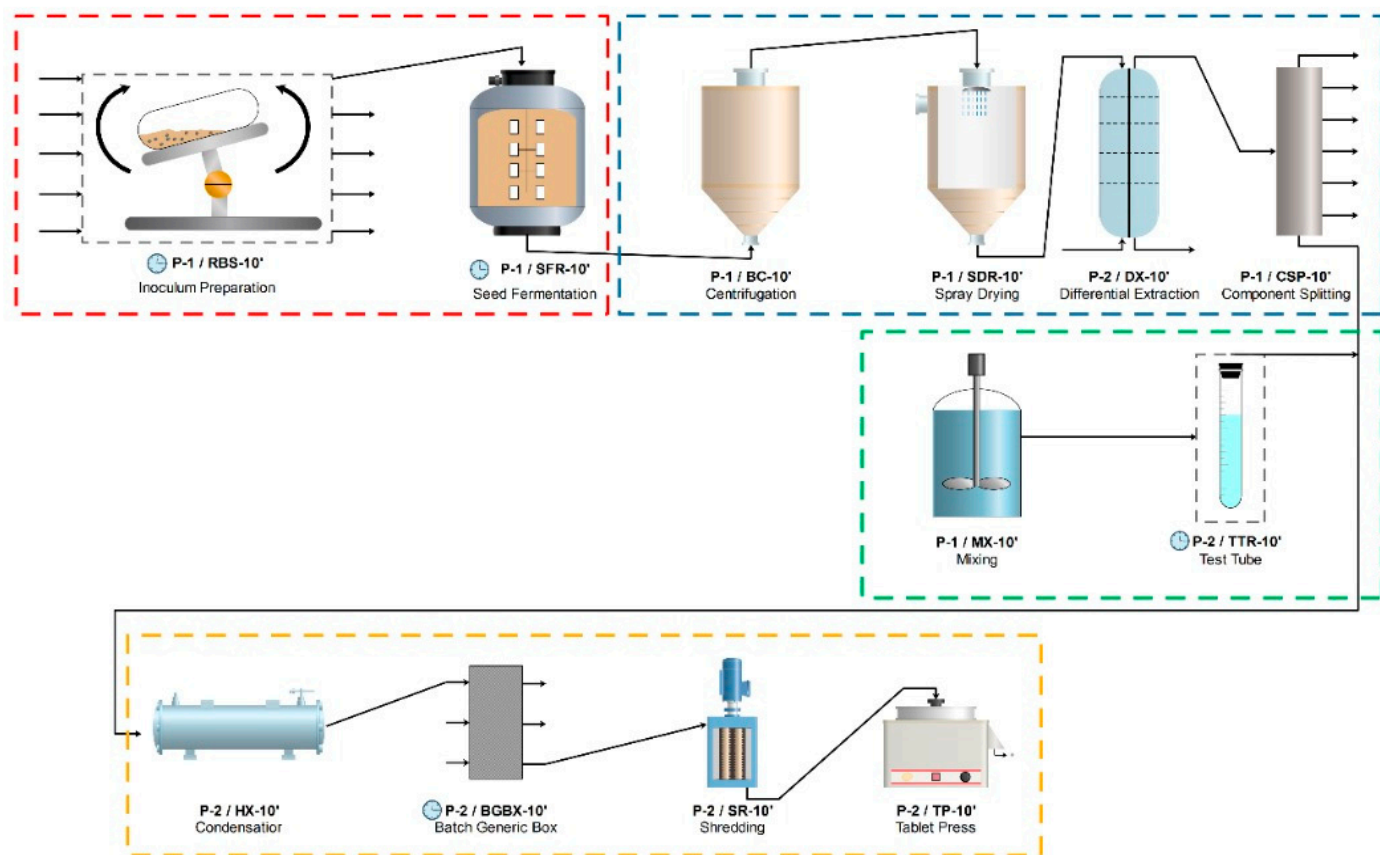 P-1 / RBS-10'
Inoculum Preparation
P-1 / SFR-10'
Seed Fermentation
P-1 / BC-10'
Centrifugation
P-1 / SDR-10'
Spray Drying
P-2 / DX-10'
Differential Extraction
P-1 / CSP-10'
Component Splitting
P-1 / MX-10'
Mixing
P-2 / TTR-10'
Test Tube
P-2 / HX-10'
Condensatior
P-2 / BGBX-10'
Batch Generic Box
P-2 / SR-10'
Shredding
P-2 / TP-10'
Tablet Press